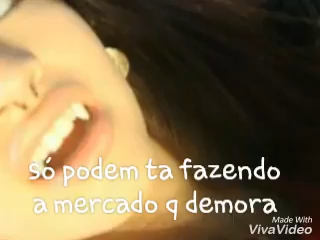 só podem ta fazendo
a mercado q demora
Made With
VivaVideo